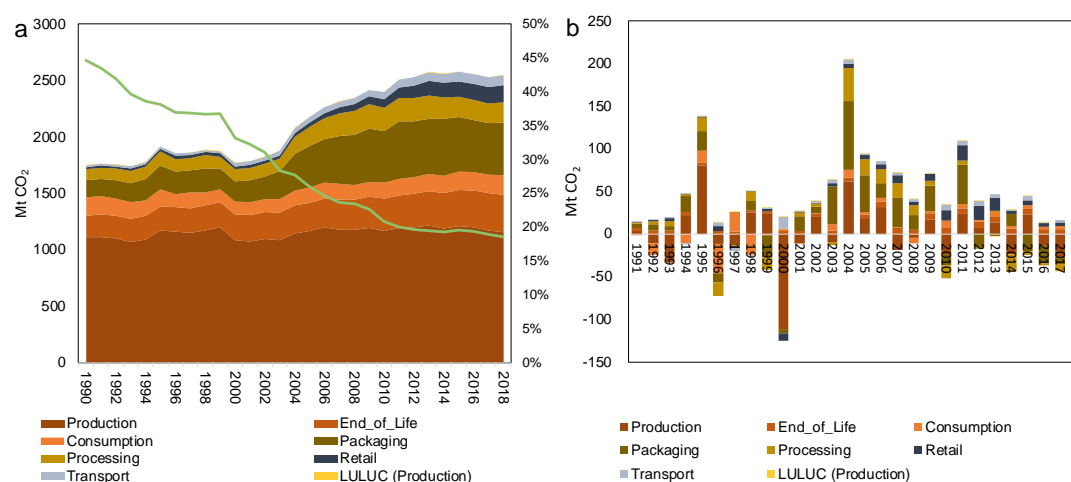 a
3000
2500
2000
1500
1000
500
0
Mt CO2
50%
45%
40%
35%
30%
25%
20%
15%
10%
5%
0%
1990 1992 1994 1996 1998 2000 2002 2004 2006 2008 2010 2012 2014 2016 2018
Production End_of_Life
Consumption Packaging
Processing Retail
Transport LULUC (Production)
b
250
200
150
100
50
0
-50
-100
-150
Mt CO2
1991 1992 1993 1994 1995 1996 1997 1998 1999 2000 2001 2002 2003 2004 2005 2006 2007 2008 2009 2010 2011 2012 2013 2014 2015 2016 2017
Production End_of_Life Consumption
Packaging Processing Retail
Transport LULUC (Production)